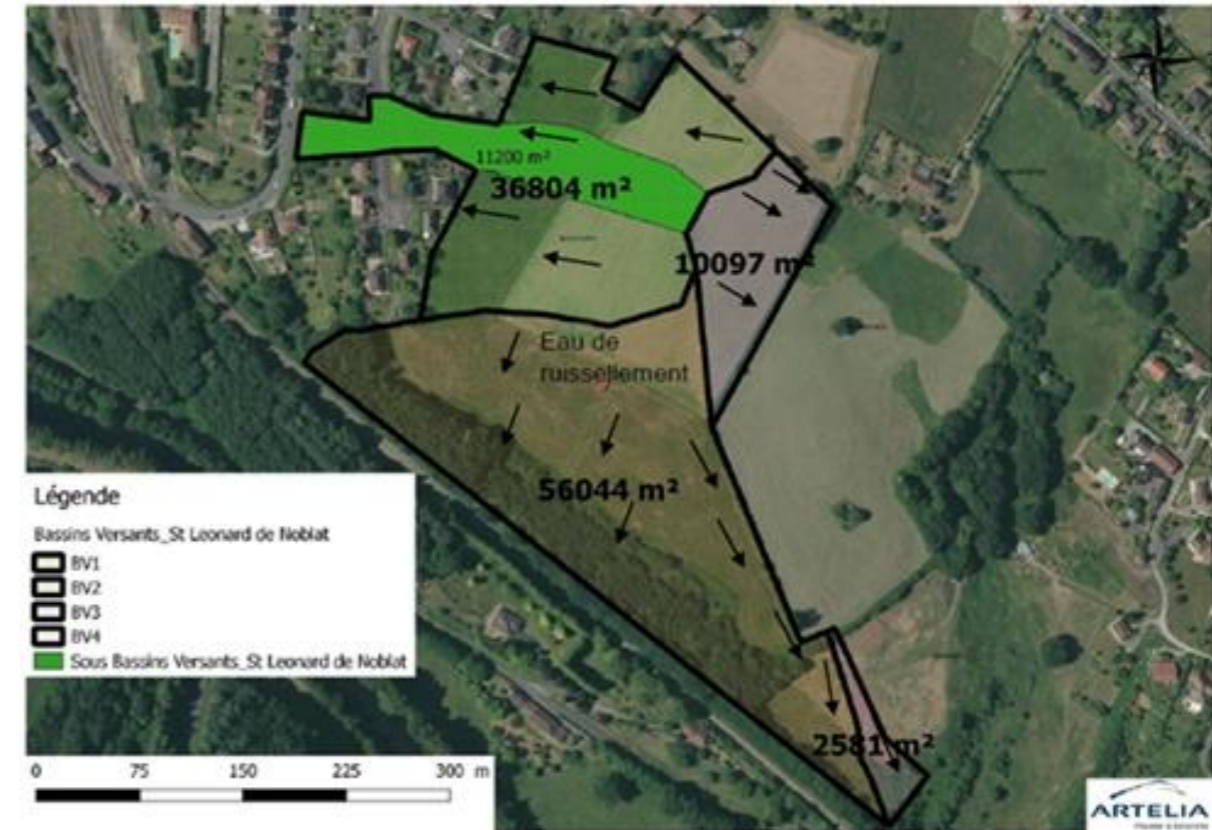 11200 m²
36804 m²
10097 m²
Eau de
ruissellement
56044 m²
2581 m²
Légende
Bassins Versants_St Leonard de Noblat
BV1
BV2
BV3
BV4
Sous Bassins Versants_St Leonard de Noblat
0 75 150 225 300 m
ARTELIA